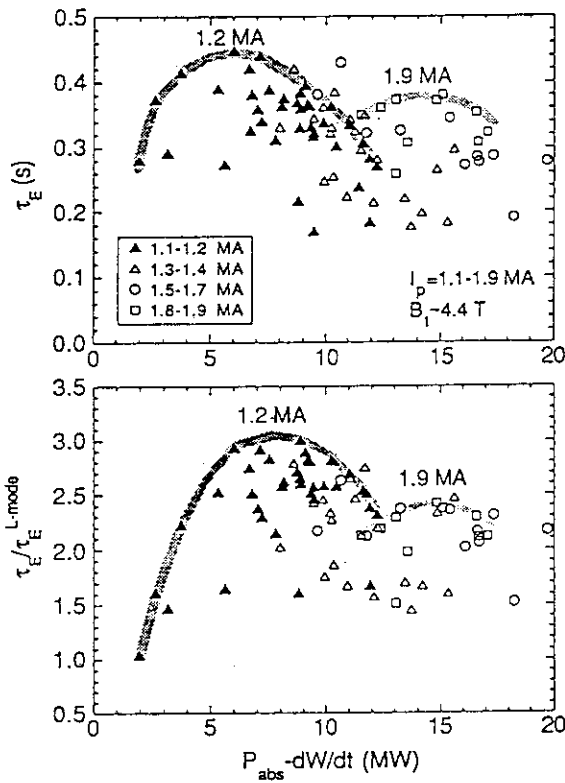 0.5
0.4
0.3
0.2
0.1
0.0
τE (s)
1.2 MA
1.9 MA
▲ 1.1-1.2 MA
△ 1.3-1.4 MA
○ 1.5-1.7 MA
□ 1.8-1.9 MA
Ip=1.1-1.9 MA
Bt~4.4 T
0 5 10 15 20
3.5
3.0
2.5
2.0
1.5
1.0
0.5
τE/τE L-mode
1.2 MA
1.9 MA
0 5 10 15 20
Pabs-dW/dt (MW)